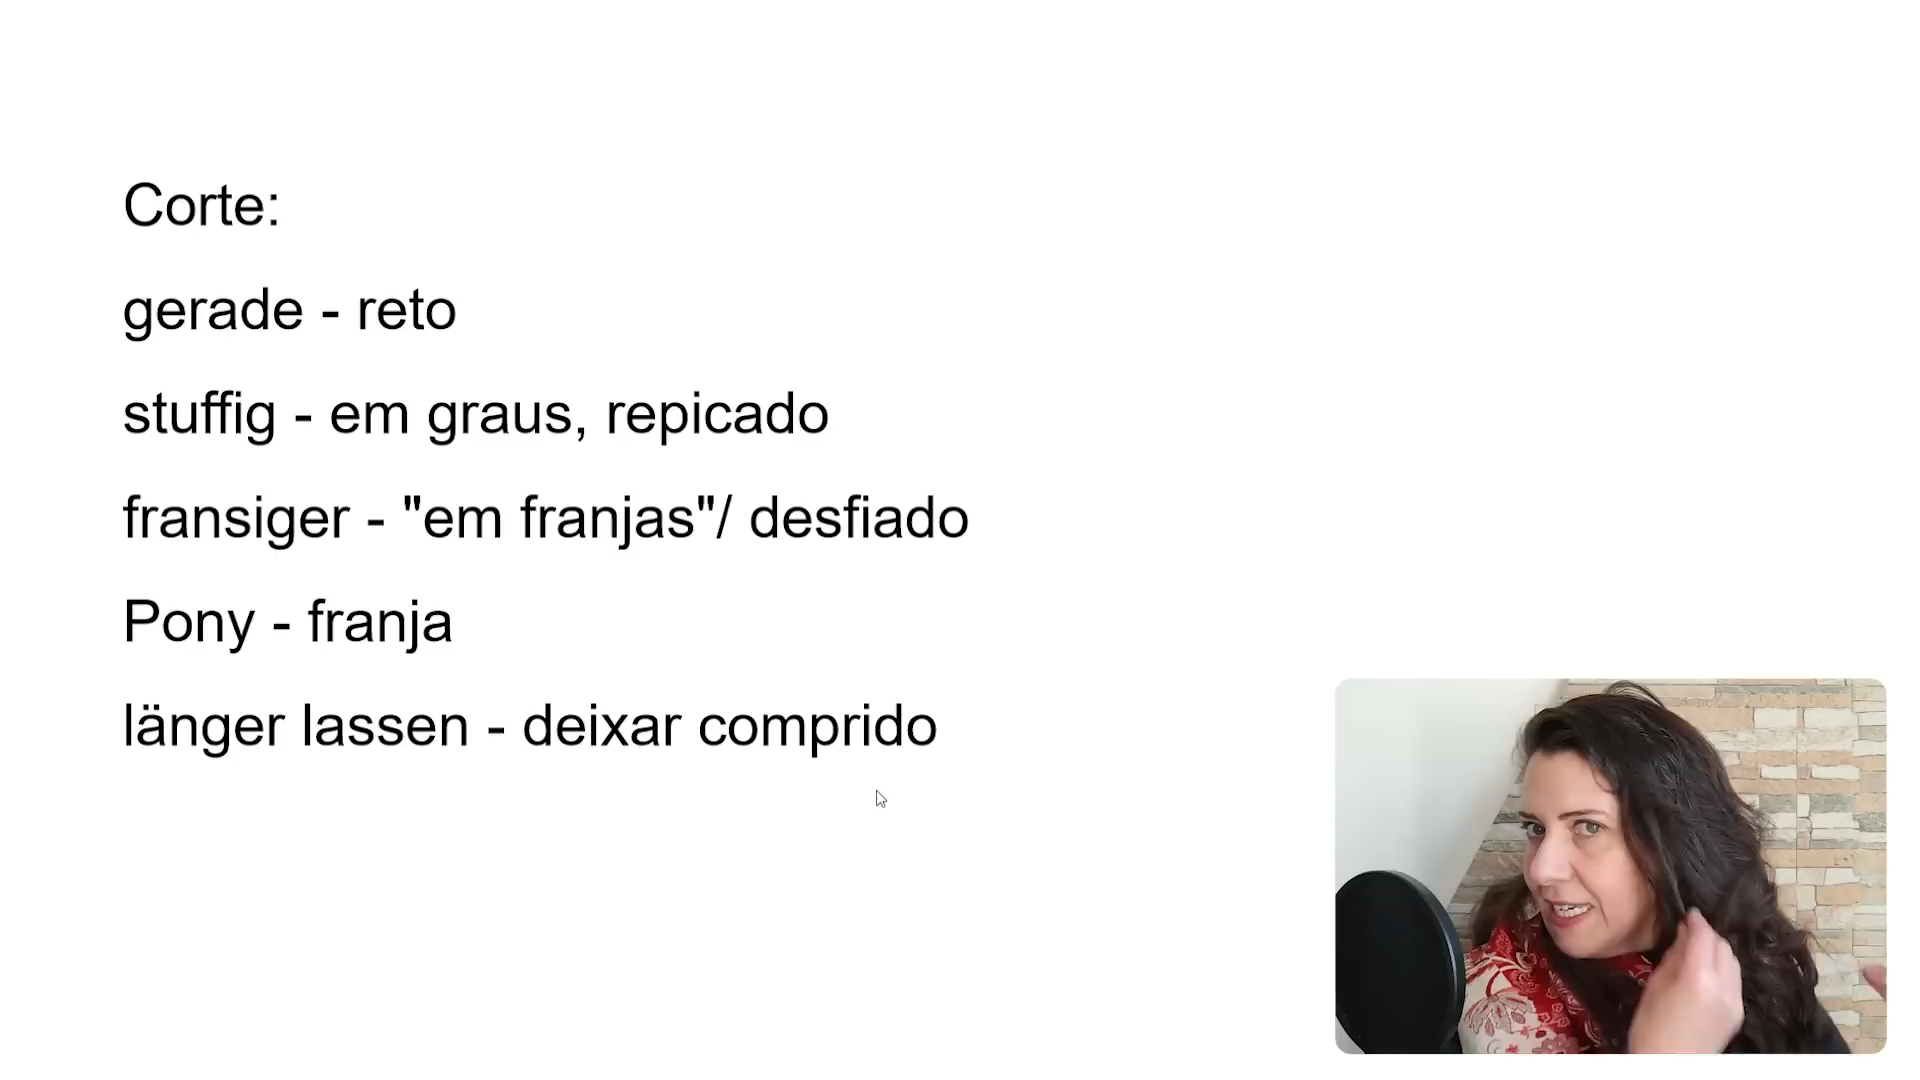 Corte:
gerade - reto
stuffig - em graus, repicado
fransiger - "em franjas"/ desfiado
Pony - franja
länger lassen - deixar comprido